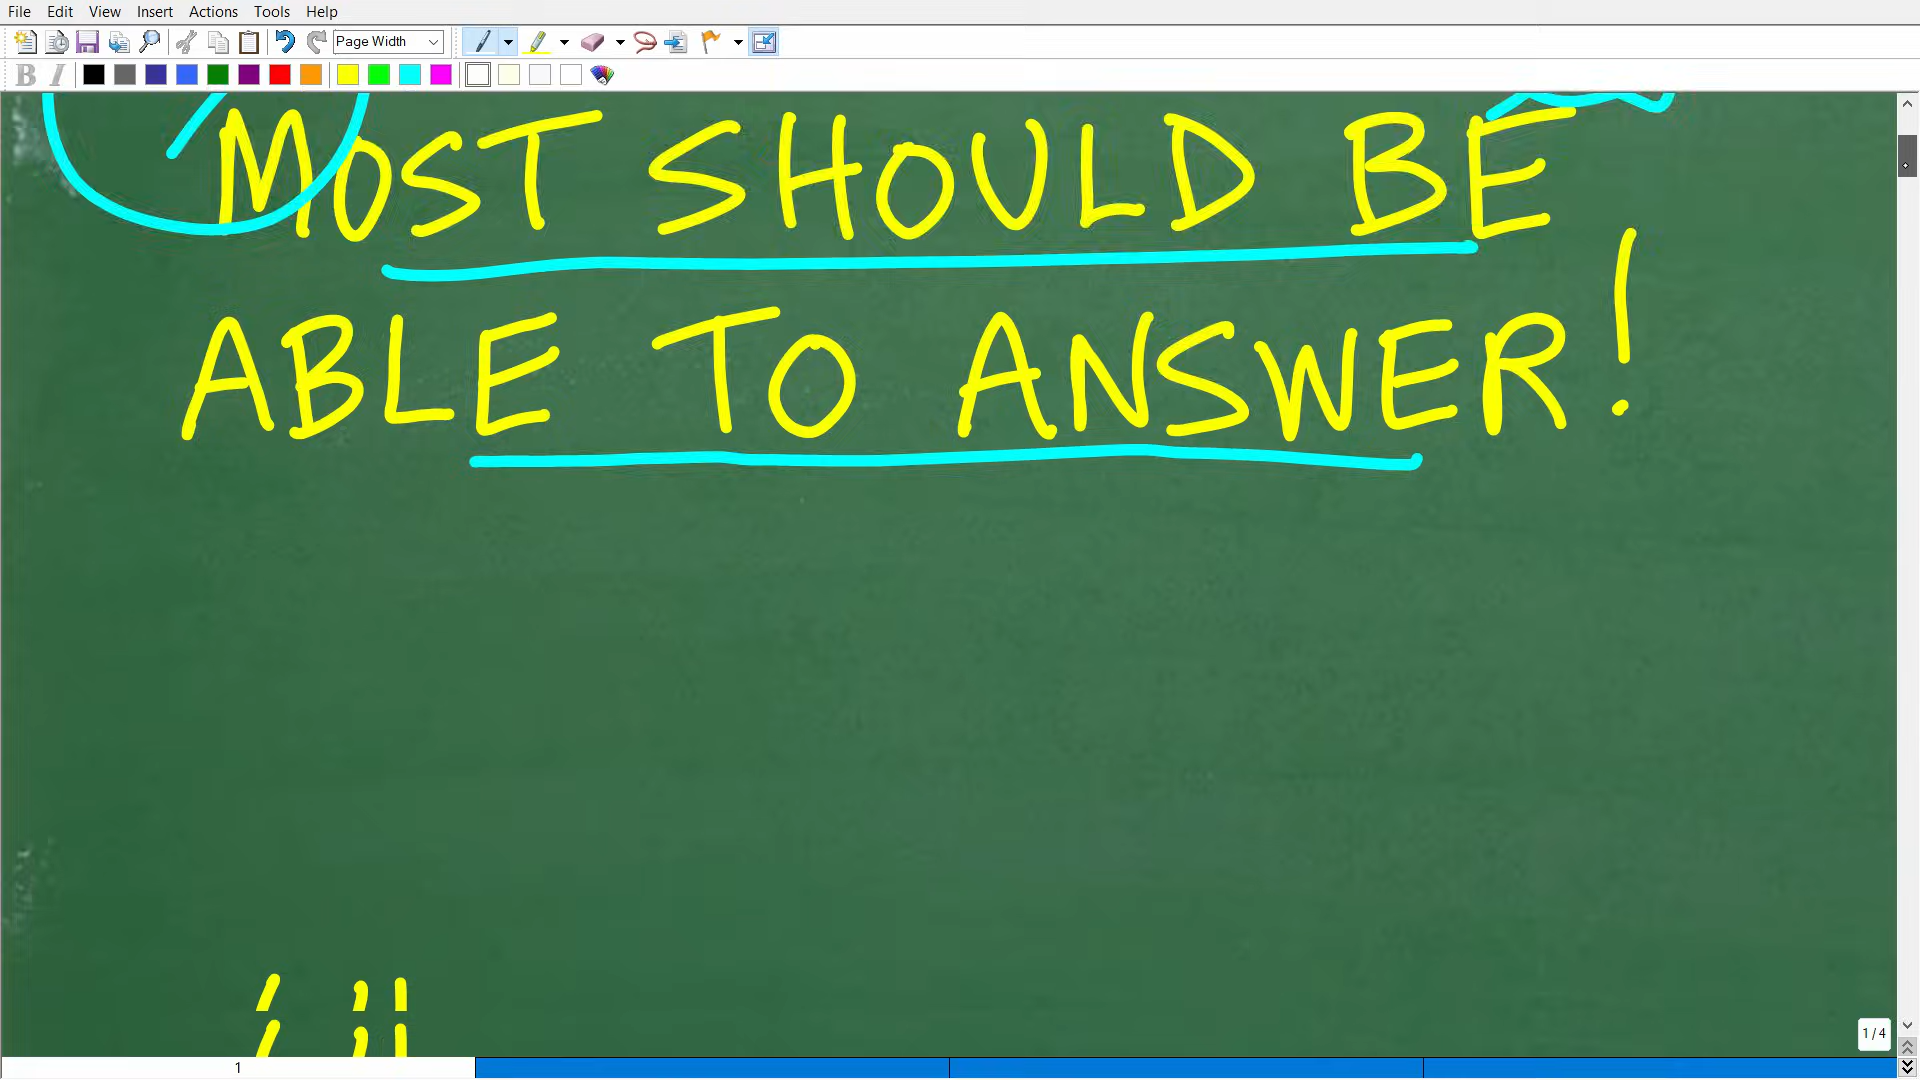 File Edit View Insert Actions Tools Help
Page Width
B I
MOST SHOULD BE
ABLE TO ANSWER!
1 / 4
1